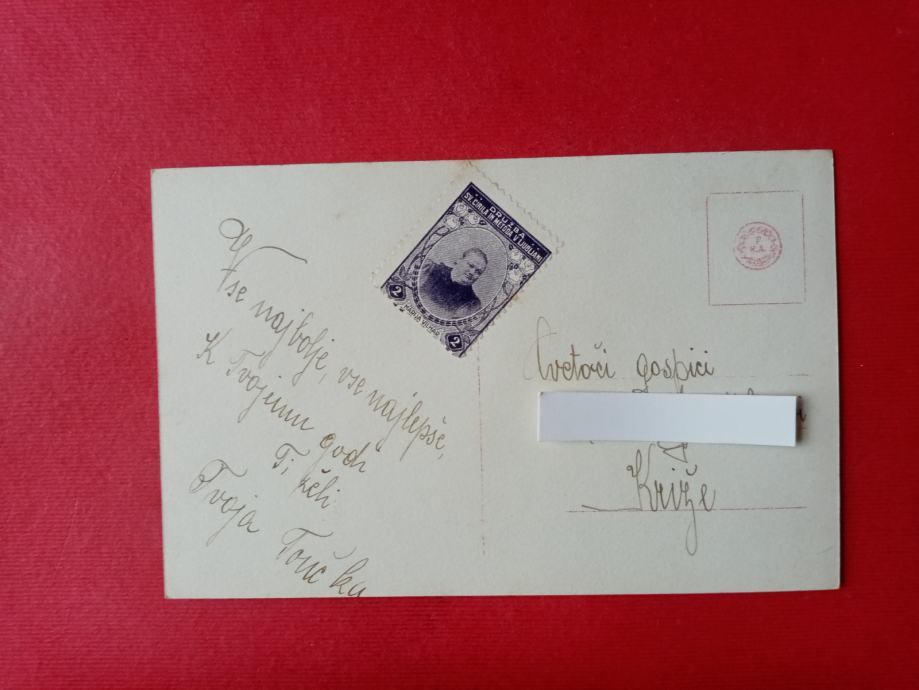 Vse najbolje, vse najlepše,
K Tvojimu godu
Ti želi
Tvoja Tončka
DRUŽBA
SV. CIRILA IN METODA V LJUBLJANI
MARIJA VILHAR
2
2
P
R.A.
Cvetoči gospici
Križe